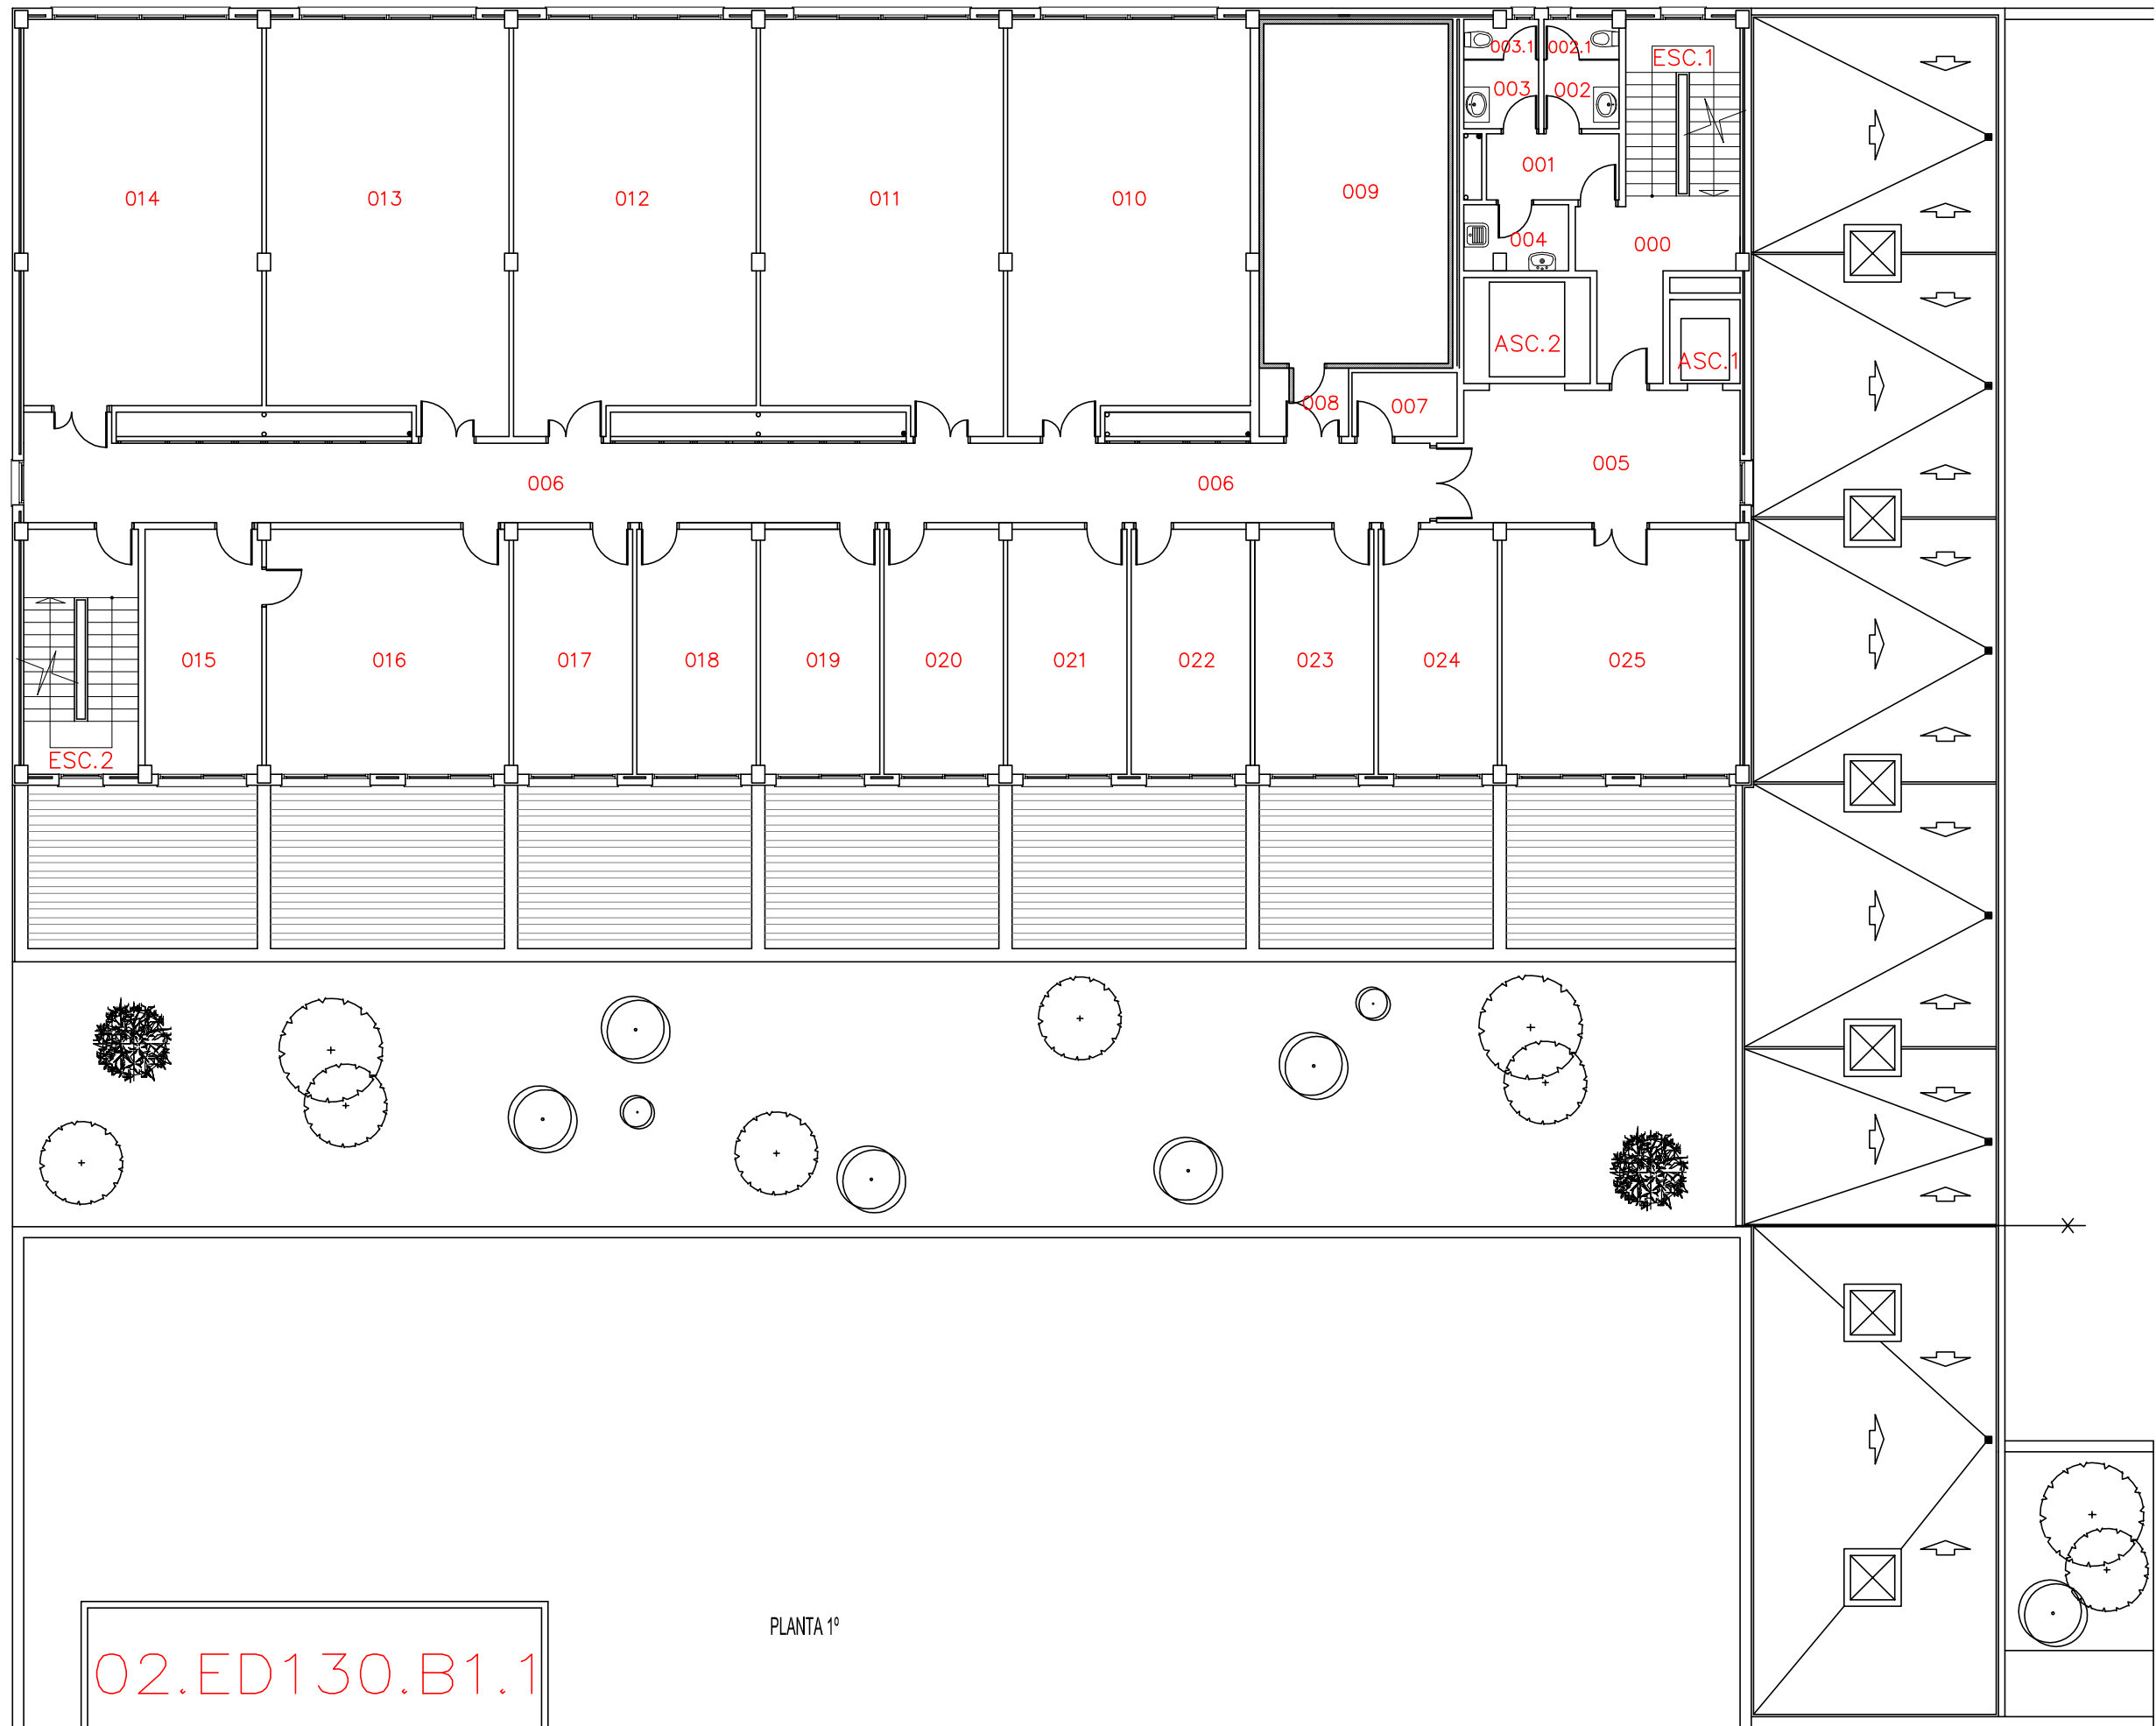 003.1 002.1 ESC.1
003 002
001
014 013 012 011 010 009
004 000
ASC.2 ASC.1
008 007
005
006 006
015 016 017 018 019 020 021 022 023 024 025
ESC.2
PLANTA 1º
02.ED130.B1.1